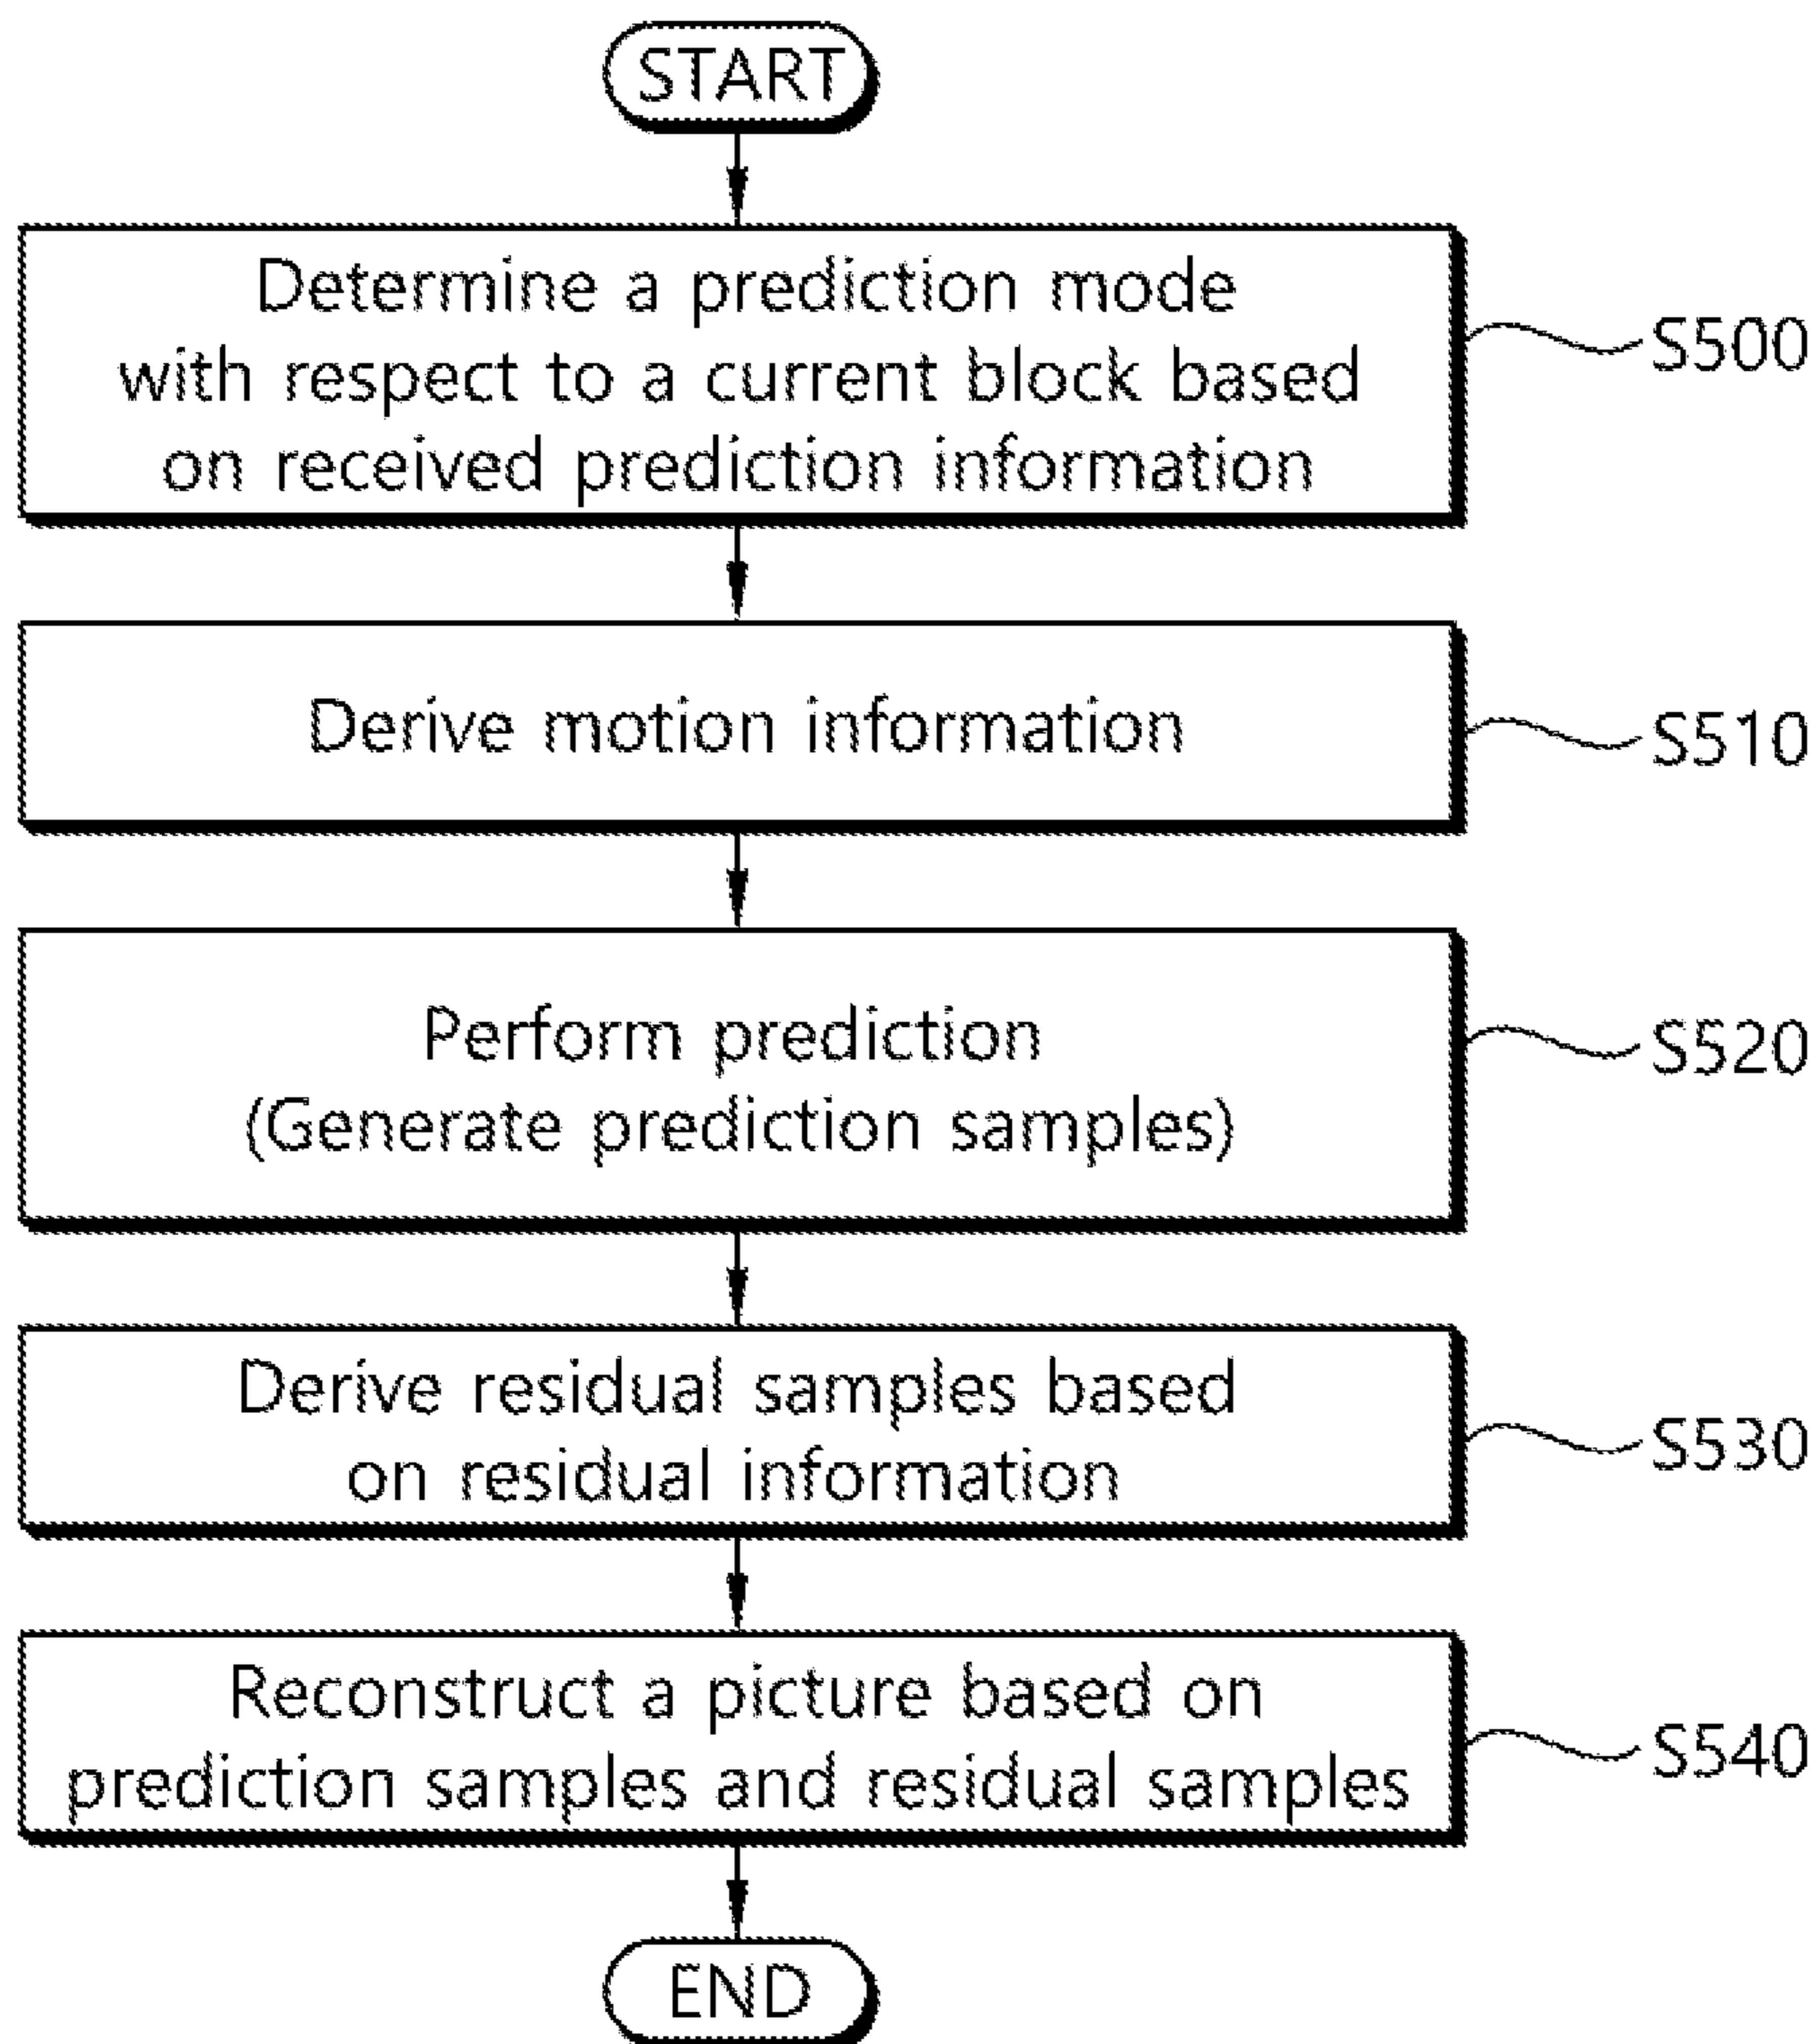 START
Determine a prediction mode
with respect to a current block based
on received prediction information
S500
Derive motion information
S510
Perform prediction
(Generate prediction samples)
S520
Derive residual samples based
on residual information
S530
Reconstruct a picture based on
prediction samples and residual samples
S540
END